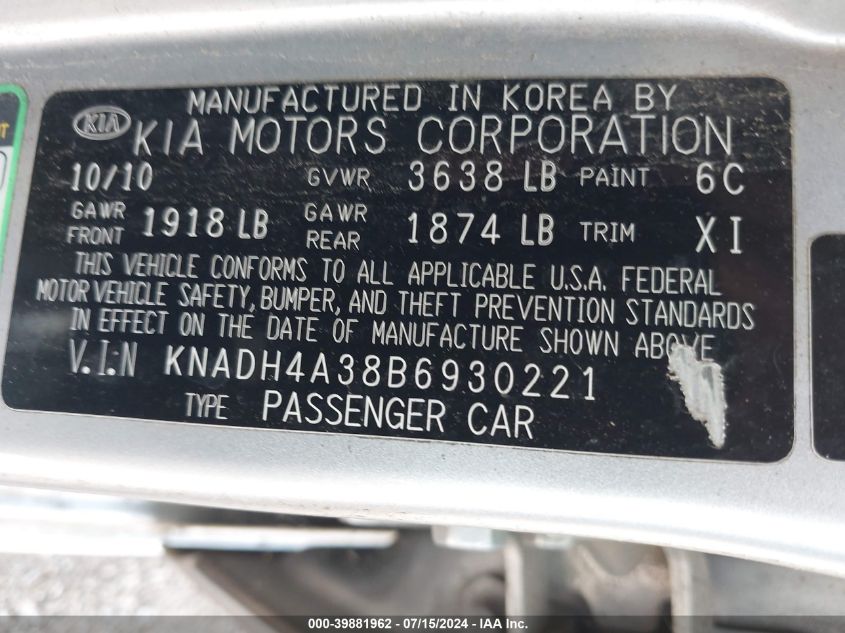 MANUFACTURED IN KOREA BY
KIA KIA MOTORS CORPORATION
10/10 GVWR 3638 LB PAINT 6C
GAWR FRONT 1918 LB GAWR REAR 1874 LB TRIM XI
THIS VEHICLE CONFORMS TO ALL APPLICABLE U.S.A. FEDERAL
MOTOR VEHICLE SAFETY, BUMPER, AND THEFT PREVENTION STANDARDS
IN EFFECT ON THE DATE OF MANUFACTURE SHOWN ABOVE
V.I.N KNADH4A38B6930221
TYPE PASSENGER CAR
000-39881962 / 07/15/2024 - IAA Inc.